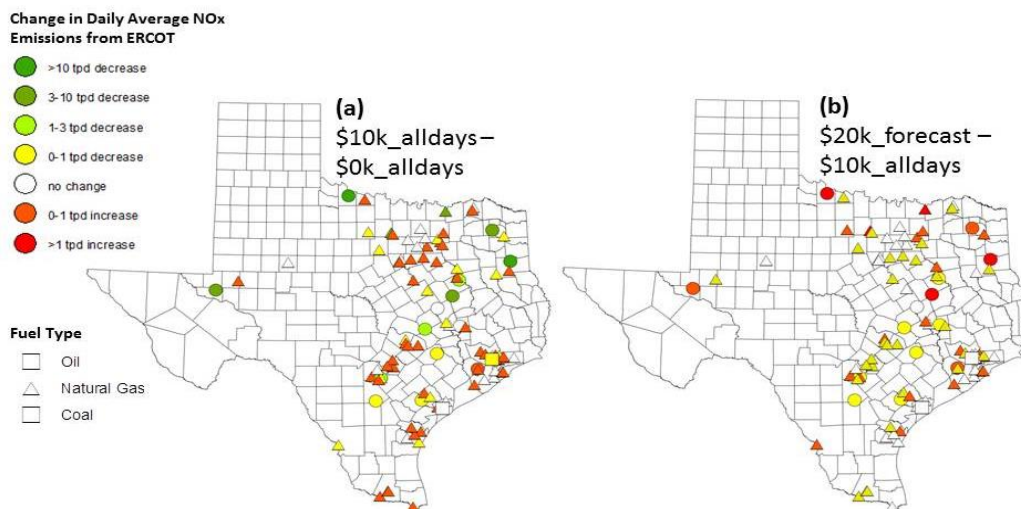 Change in Daily Average NOx
Emissions from ERCOT
>10 tpd decrease
3-10 tpd decrease
1-3 tpd decrease
0-1 tpd decrease
no change
0-1 tpd increase
>1 tpd increase
Fuel Type
Oil
Natural Gas
Coal
(a)
$10k_alldays –
$0k_alldays
(b)
$20k_forecast –
$10k_alldays